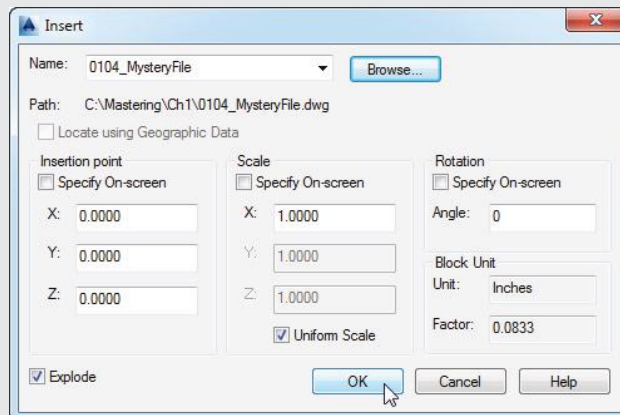 Insert
Name: 0104_MysteryFile Browse...
Path: C:\Mastering\Ch1\0104_MysteryFile.dwg
Locate using Geographic Data
Insertion point
Specify On-screen
X: 0.0000
Y: 0.0000
Z: 0.0000
Scale
Specify On-screen
X: 1.0000
Y: 1.0000
Z: 1.0000
Uniform Scale
Rotation
Specify On-screen
Angle: 0
Block Unit
Unit: Inches
Factor: 0.0833
Explode
OK Cancel Help